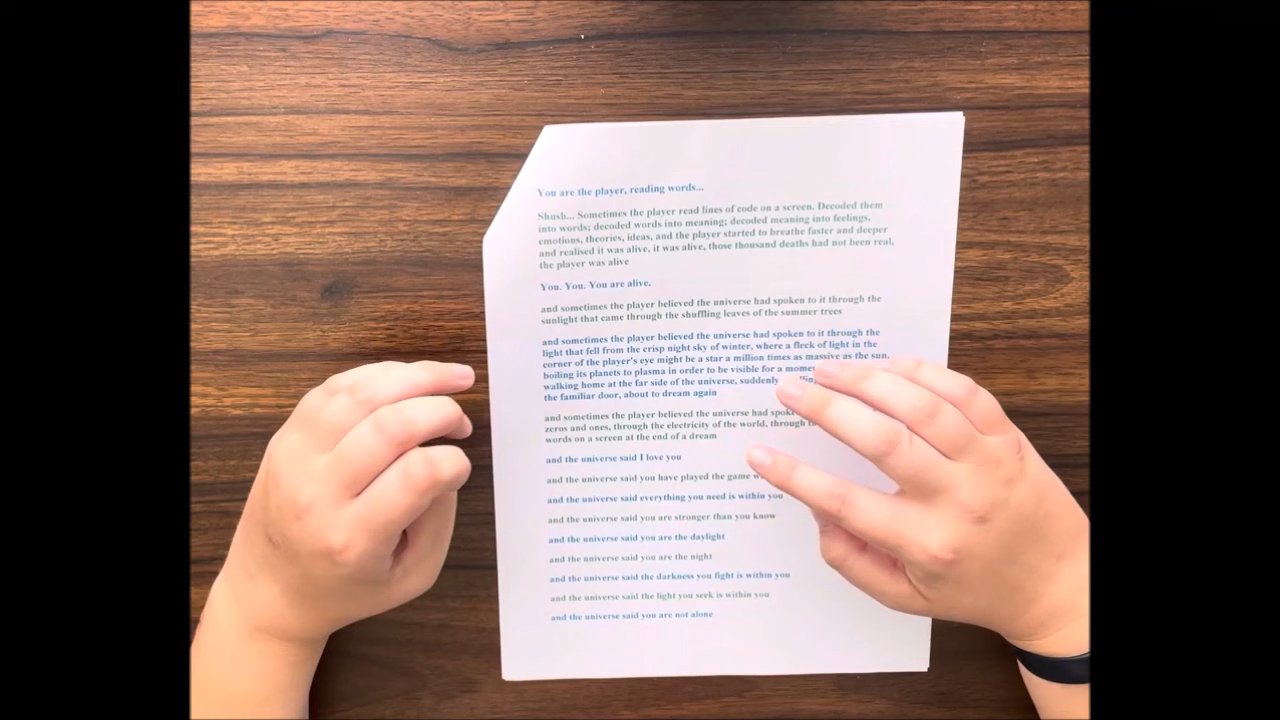 You are the player, reading words...
Shush... Sometimes the player read lines of code on a screen. Decoded them
into words; decoded words into meaning; decoded meaning into feelings,
emotions, theories, ideas, and the player started to breathe faster and deeper
and realised it was alive, it was alive, those thousand deaths had not been real,
the player was alive
You. You. You are alive.
and sometimes the player believed the universe had spoken to it through the
sunlight that came through the shuffling leaves of the summer trees
and sometimes the player believed the universe had spoken to it through the
light that fell from the crisp night sky of winter, where a fleck of light in the
corner of the player's eye might be a star a million times as massive as the sun,
boiling its planets to plasma in order to be visible for a
walking home at the far side of the universe, suddenly
the familiar door, about to dream again
and sometimes the player believed the universe had
zeros and ones, through the electricity of the world, through
words on a screen at the end of a dream
and the universe said I love you
and the universe said you have played the game
and the universe said everything you need is within you
and the universe said you are stronger than you know
and the universe said you are the daylight
and the universe said you are the night
and the universe said the darkness you fight is within you
and the universe said the light you seek is within you
and the universe said you are not alone